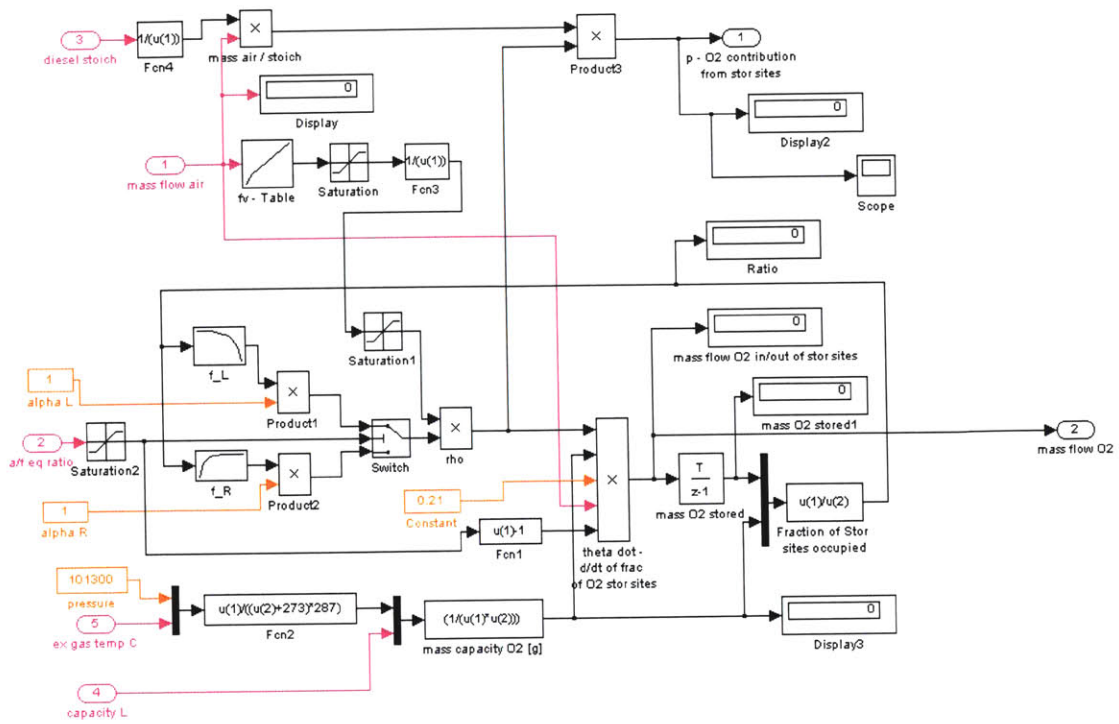 3
diesel stoich
1/(u(1))
Fcn4
×
mass air / stoich
×
Product3
1
p - O2 contribution
from stor sites
0
Display
0
Display2
1
mass flow air
fv - Table
Saturation
1/(u(1))
Fcn3
Scope
0
Ratio
Saturation1
0
mass flow O2 in/out of stor sites
f_L
1
alpha L
×
Product1
0
mass O2 stored1
2
a/f eq ratio
Saturation2
Switch
×
rho
2
mass flow O2
f_R
×
Product2
1
alpha R
0.21
Constant
×
T
z-1
mass O2 stored
u(1)/u(2)
Fraction of Stor
sites occupied
u(1)-1
Fcn1
theta dot -
d/dt of frac
of O2 stor sites
101300
pressure
5
ex gas temp C
u(1)/((u(2)+273)*287)
Fcn2
(1/(u(1)*u(2)))
mass capacity O2 [g]
0
Display3
4
capacity L